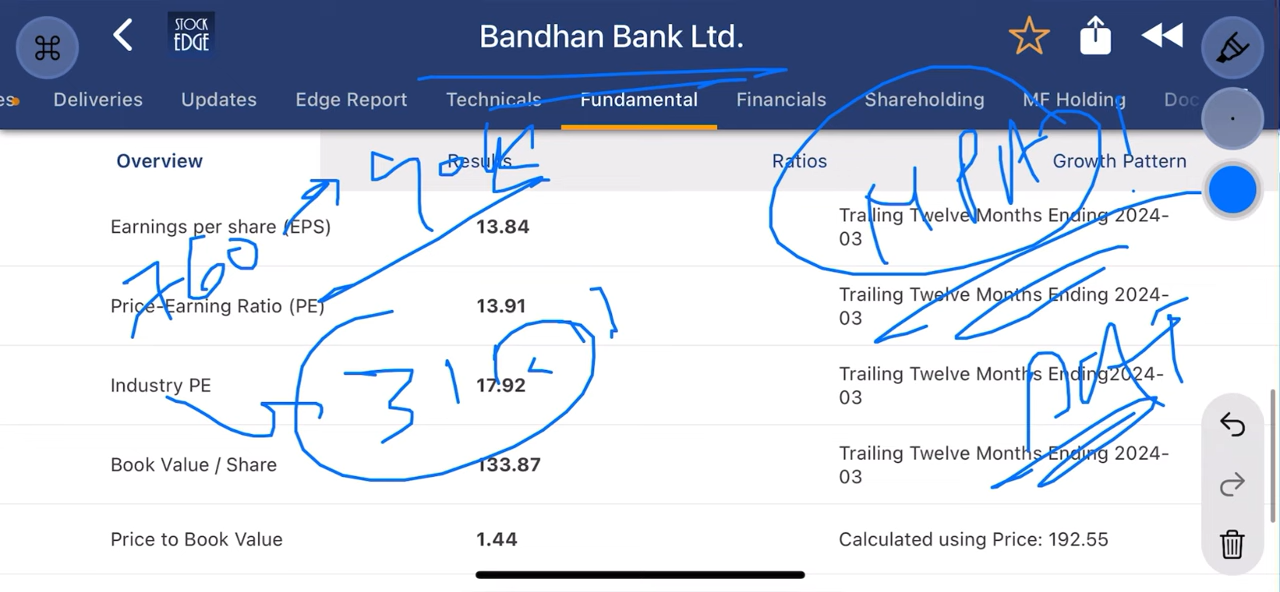 STOCK
EDGE
Bandhan Bank Ltd.
Deliveries Updates Edge Report Technicals Fundamental Financials Shareholding MF Holding
Overview Results Ratios Growth Pattern
Earnings per share (EPS) 13.84 Trailing Twelve Months Ending 2024-
03
Price-Earning Ratio (PE) 13.91 Trailing Twelve Months Ending 2024-
03
Industry PE 17.92 Trailing Twelve Months Ending2024-
03
Book Value / Share 133.87 Trailing Twelve Months Ending 2024-
03
Price to Book Value 1.44 Calculated using Price: 192.55